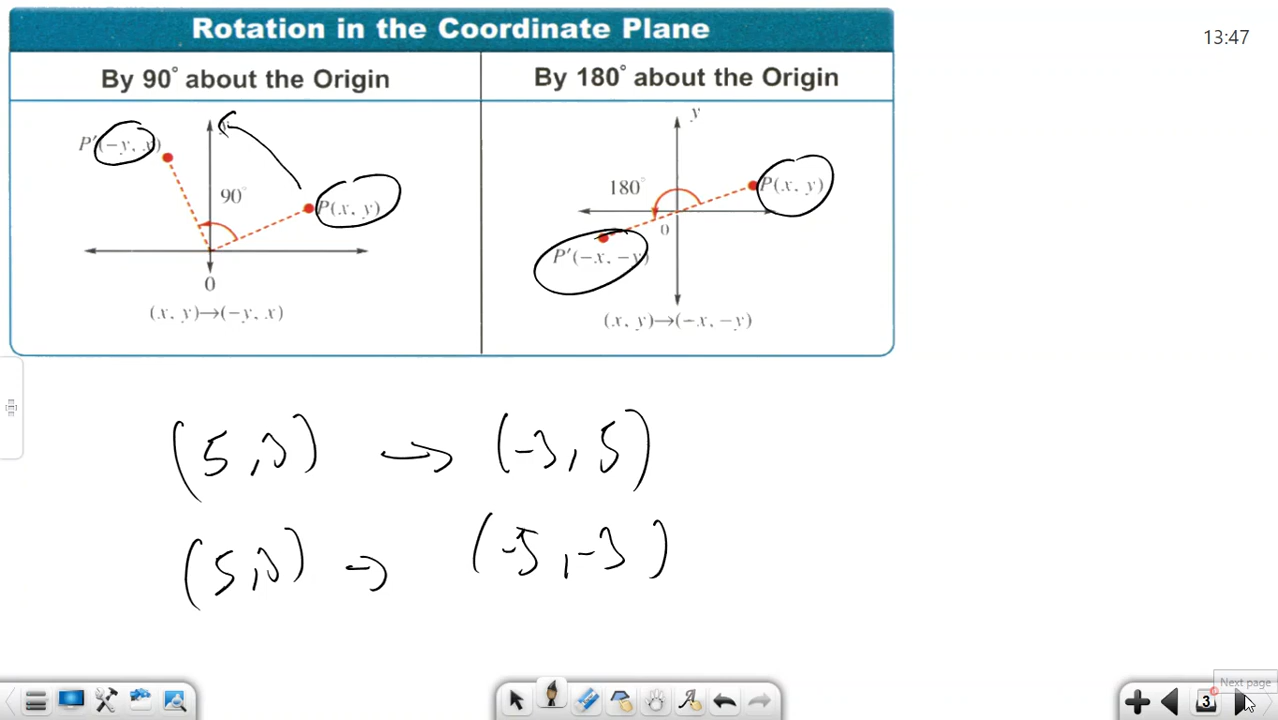 Rotation in the Coordinate Plane
13:47
By 90° about the Origin
By 180° about the Origin
P'(−y, x)
90°
P(x, y)
0
(x, y)→(−y, x)
y
180°
P(x, y)
0
P'(−x, −y)
(x, y)→(−x, −y)
(5,3) → (-3, 5)
(5,3) → (-5, -3)
Next page
3